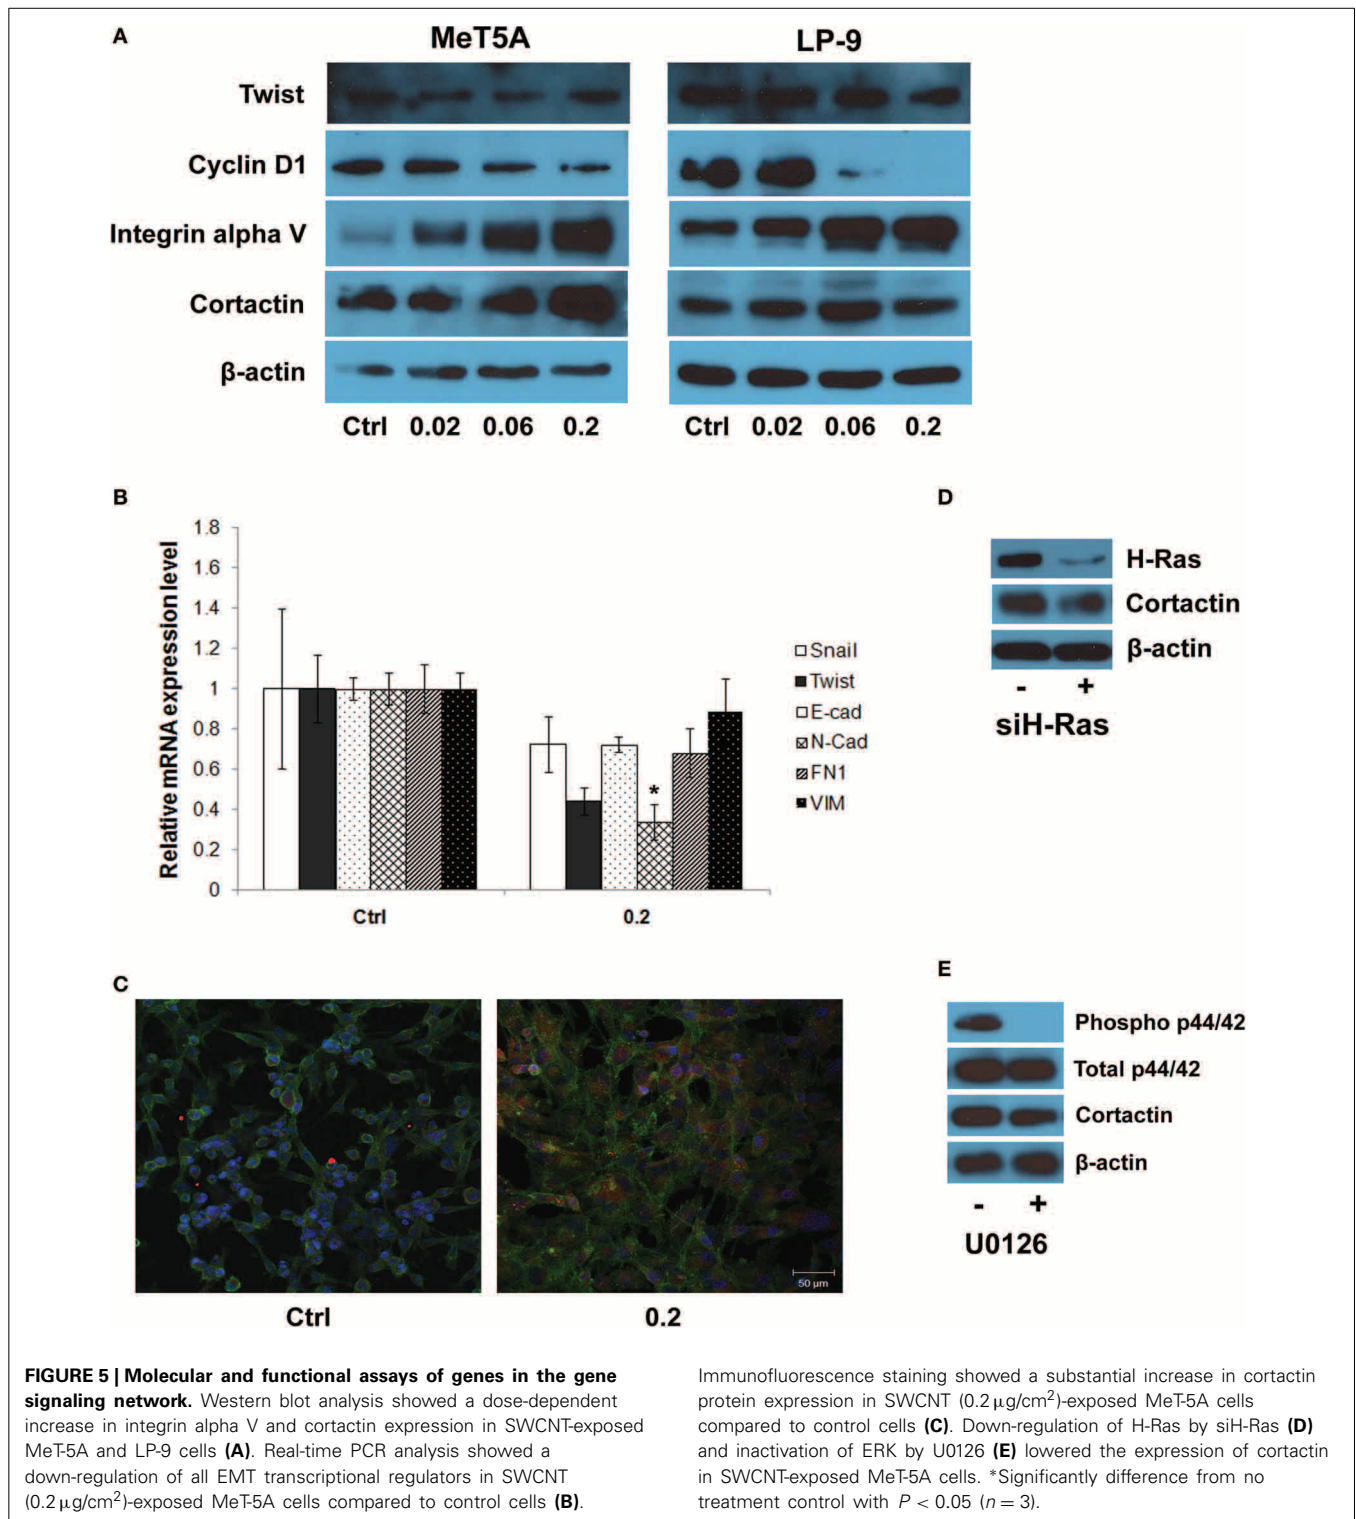 A
MeT5A
LP-9
Twist
Cyclin D1
Integrin alpha V
Cortactin
β-actin
Ctrl 0.02 0.06 0.2
Ctrl 0.02 0.06 0.2
B
Relative mRNA expression level
1.8
1.6
1.4
1.2
1
0.8
0.6
0.4
0.2
0
*
Ctrl
0.2
Snail
Twist
E-cad
N-Cad
FN1
VIM
D
H-Ras
Cortactin
β-actin
- +
siH-Ras
C
50 µm
Ctrl
0.2
E
Phospho p44/42
Total p44/42
Cortactin
β-actin
- +
U0126
FIGURE 5 | Molecular and functional assays of genes in the gene
signaling network. Western blot analysis showed a dose-dependent
increase in integrin alpha V and cortactin expression in SWCNT-exposed
MeT-5A and LP-9 cells (A). Real-time PCR analysis showed a
down-regulation of all EMT transcriptional regulators in SWCNT
(0.2 µg/cm²)-exposed MeT-5A cells compared to control cells (B).
Immunofluorescence staining showed a substantial increase in cortactin
protein expression in SWCNT (0.2 µg/cm²)-exposed MeT-5A cells
compared to control cells (C). Down-regulation of H-Ras by siH-Ras (D)
and inactivation of ERK by U0126 (E) lowered the expression of cortactin
in SWCNT-exposed MeT-5A cells. *Significantly difference from no
treatment control with P < 0.05 (n = 3).